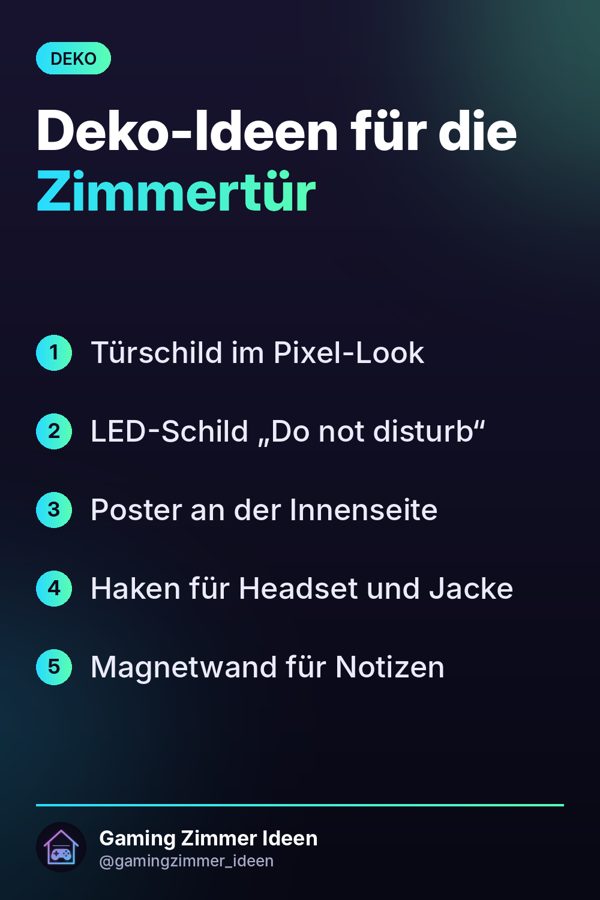 DEKO
Deko-Ideen für die
Zimmertür
1 Türschild im Pixel-Look
2 LED-Schild „Do not disturb“
3 Poster an der Innenseite
4 Haken für Headset und Jacke
5 Magnetwand für Notizen
Gaming Zimmer Ideen
@gamingzimmer_ideen